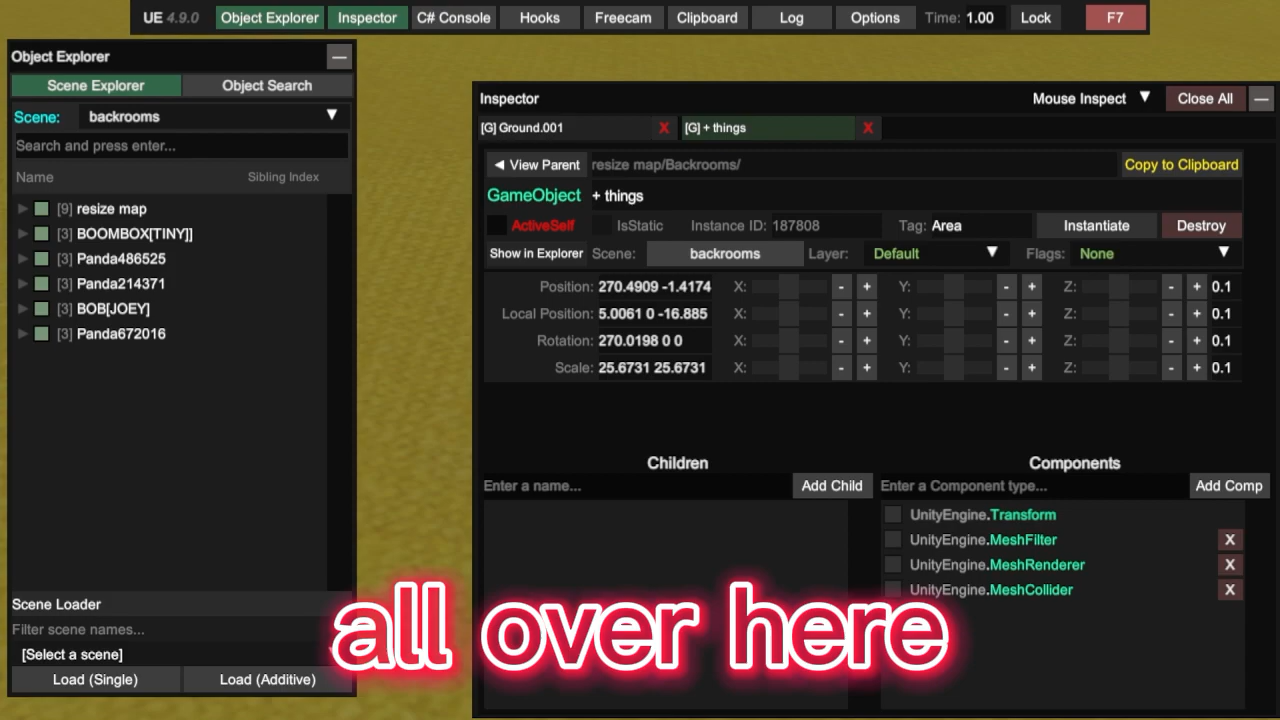 UE 4.9.0 Object Explorer Inspector C# Console Hooks Freecam Clipboard Log Options Time: 1.00 Lock F7
Object Explorer —
Scene Explorer Object Search
Scene: backrooms ▼
Search and press enter...
Name Sibling Index
► [9] resize map
► [3] BOOMBOX[TINY]]
► [3] Panda486525
► [3] Panda214371
► [3] BOB[JOEY]
► [3] Panda672016
Scene Loader
Filter scene names...
[Select a scene]
Load (Single) Load (Additive)
Inspector Mouse Inspect ▼ Close All —
[G] Ground.001 X [G] + things X
◄ View Parent resize map/Backrooms/ Copy to Clipboard
GameObject + things
ActiveSelf IsStatic Instance ID: 187808 Tag: Area Instantiate Destroy
Show in Explorer Scene: backrooms Layer: Default ▼ Flags: None ▼
Position: 270.4909 -1.4174 X: - + Y: - + Z: - + 0.1
Local Position: 5.0061 0 -16.885 X: - + Y: - + Z: - + 0.1
Rotation: 270.0198 0 0 X: - + Y: - + Z: - + 0.1
Scale: 25.6731 25.6731 X: - + Y: - + Z: - + 0.1
Children
Enter a name... Add Child
Components
Enter a Component type... Add Comp
UnityEngine.Transform
UnityEngine.MeshFilter X
UnityEngine.MeshRenderer X
UnityEngine.MeshCollider X
all over here